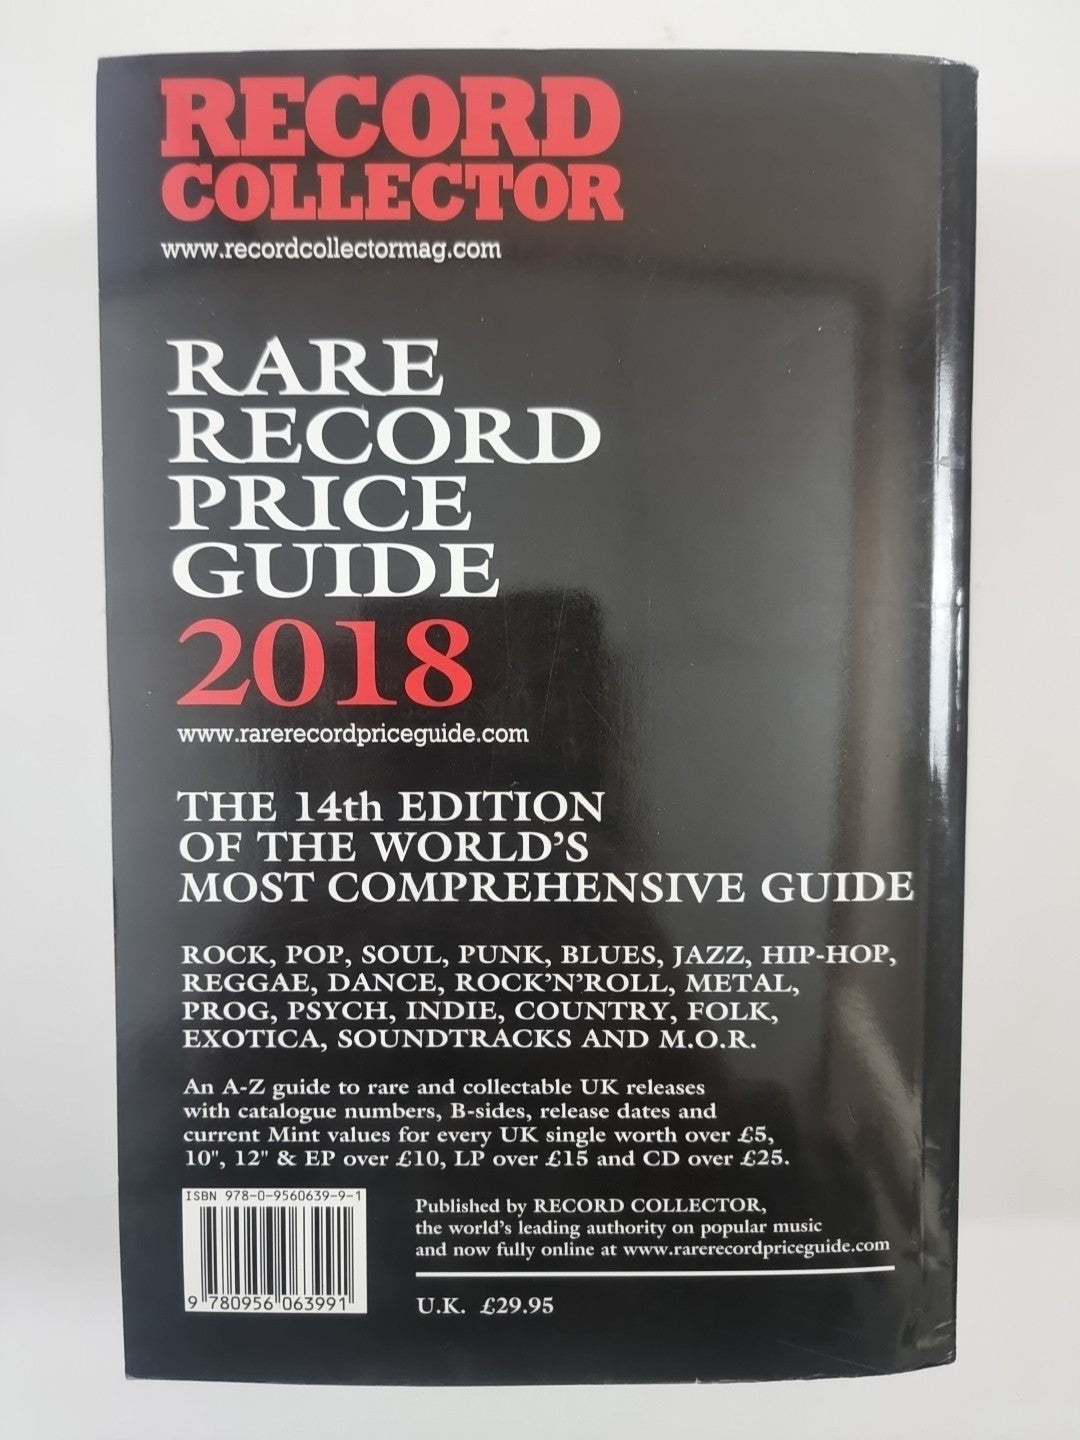 RECORD
COLLECTOR
www.recordcollectormag.com
RARE
RECORD
PRICE
GUIDE
2018
www.rarerecordpriceguide.com
THE 14th EDITION
OF THE WORLD'S
MOST COMPREHENSIVE GUIDE
ROCK, POP, SOUL, PUNK, BLUES, JAZZ, HIP-HOP,
REGGAE, DANCE, ROCK'N'ROLL, METAL,
PROG, PSYCH, INDIE, COUNTRY, FOLK,
EXOTICA, SOUNDTRACKS AND M.O.R.
An A-Z guide to rare and collectable UK releases
with catalogue numbers, B-sides, release dates and
current Mint values for every UK single worth over £5,
10", 12" & EP over £10, LP over £15 and CD over £25.
ISBN 978-0-9560639-9-1
9 780956 063991
Published by RECORD COLLECTOR,
the world's leading authority on popular music
and now fully online at www.rarerecordpriceguide.com
U.K. £29.95